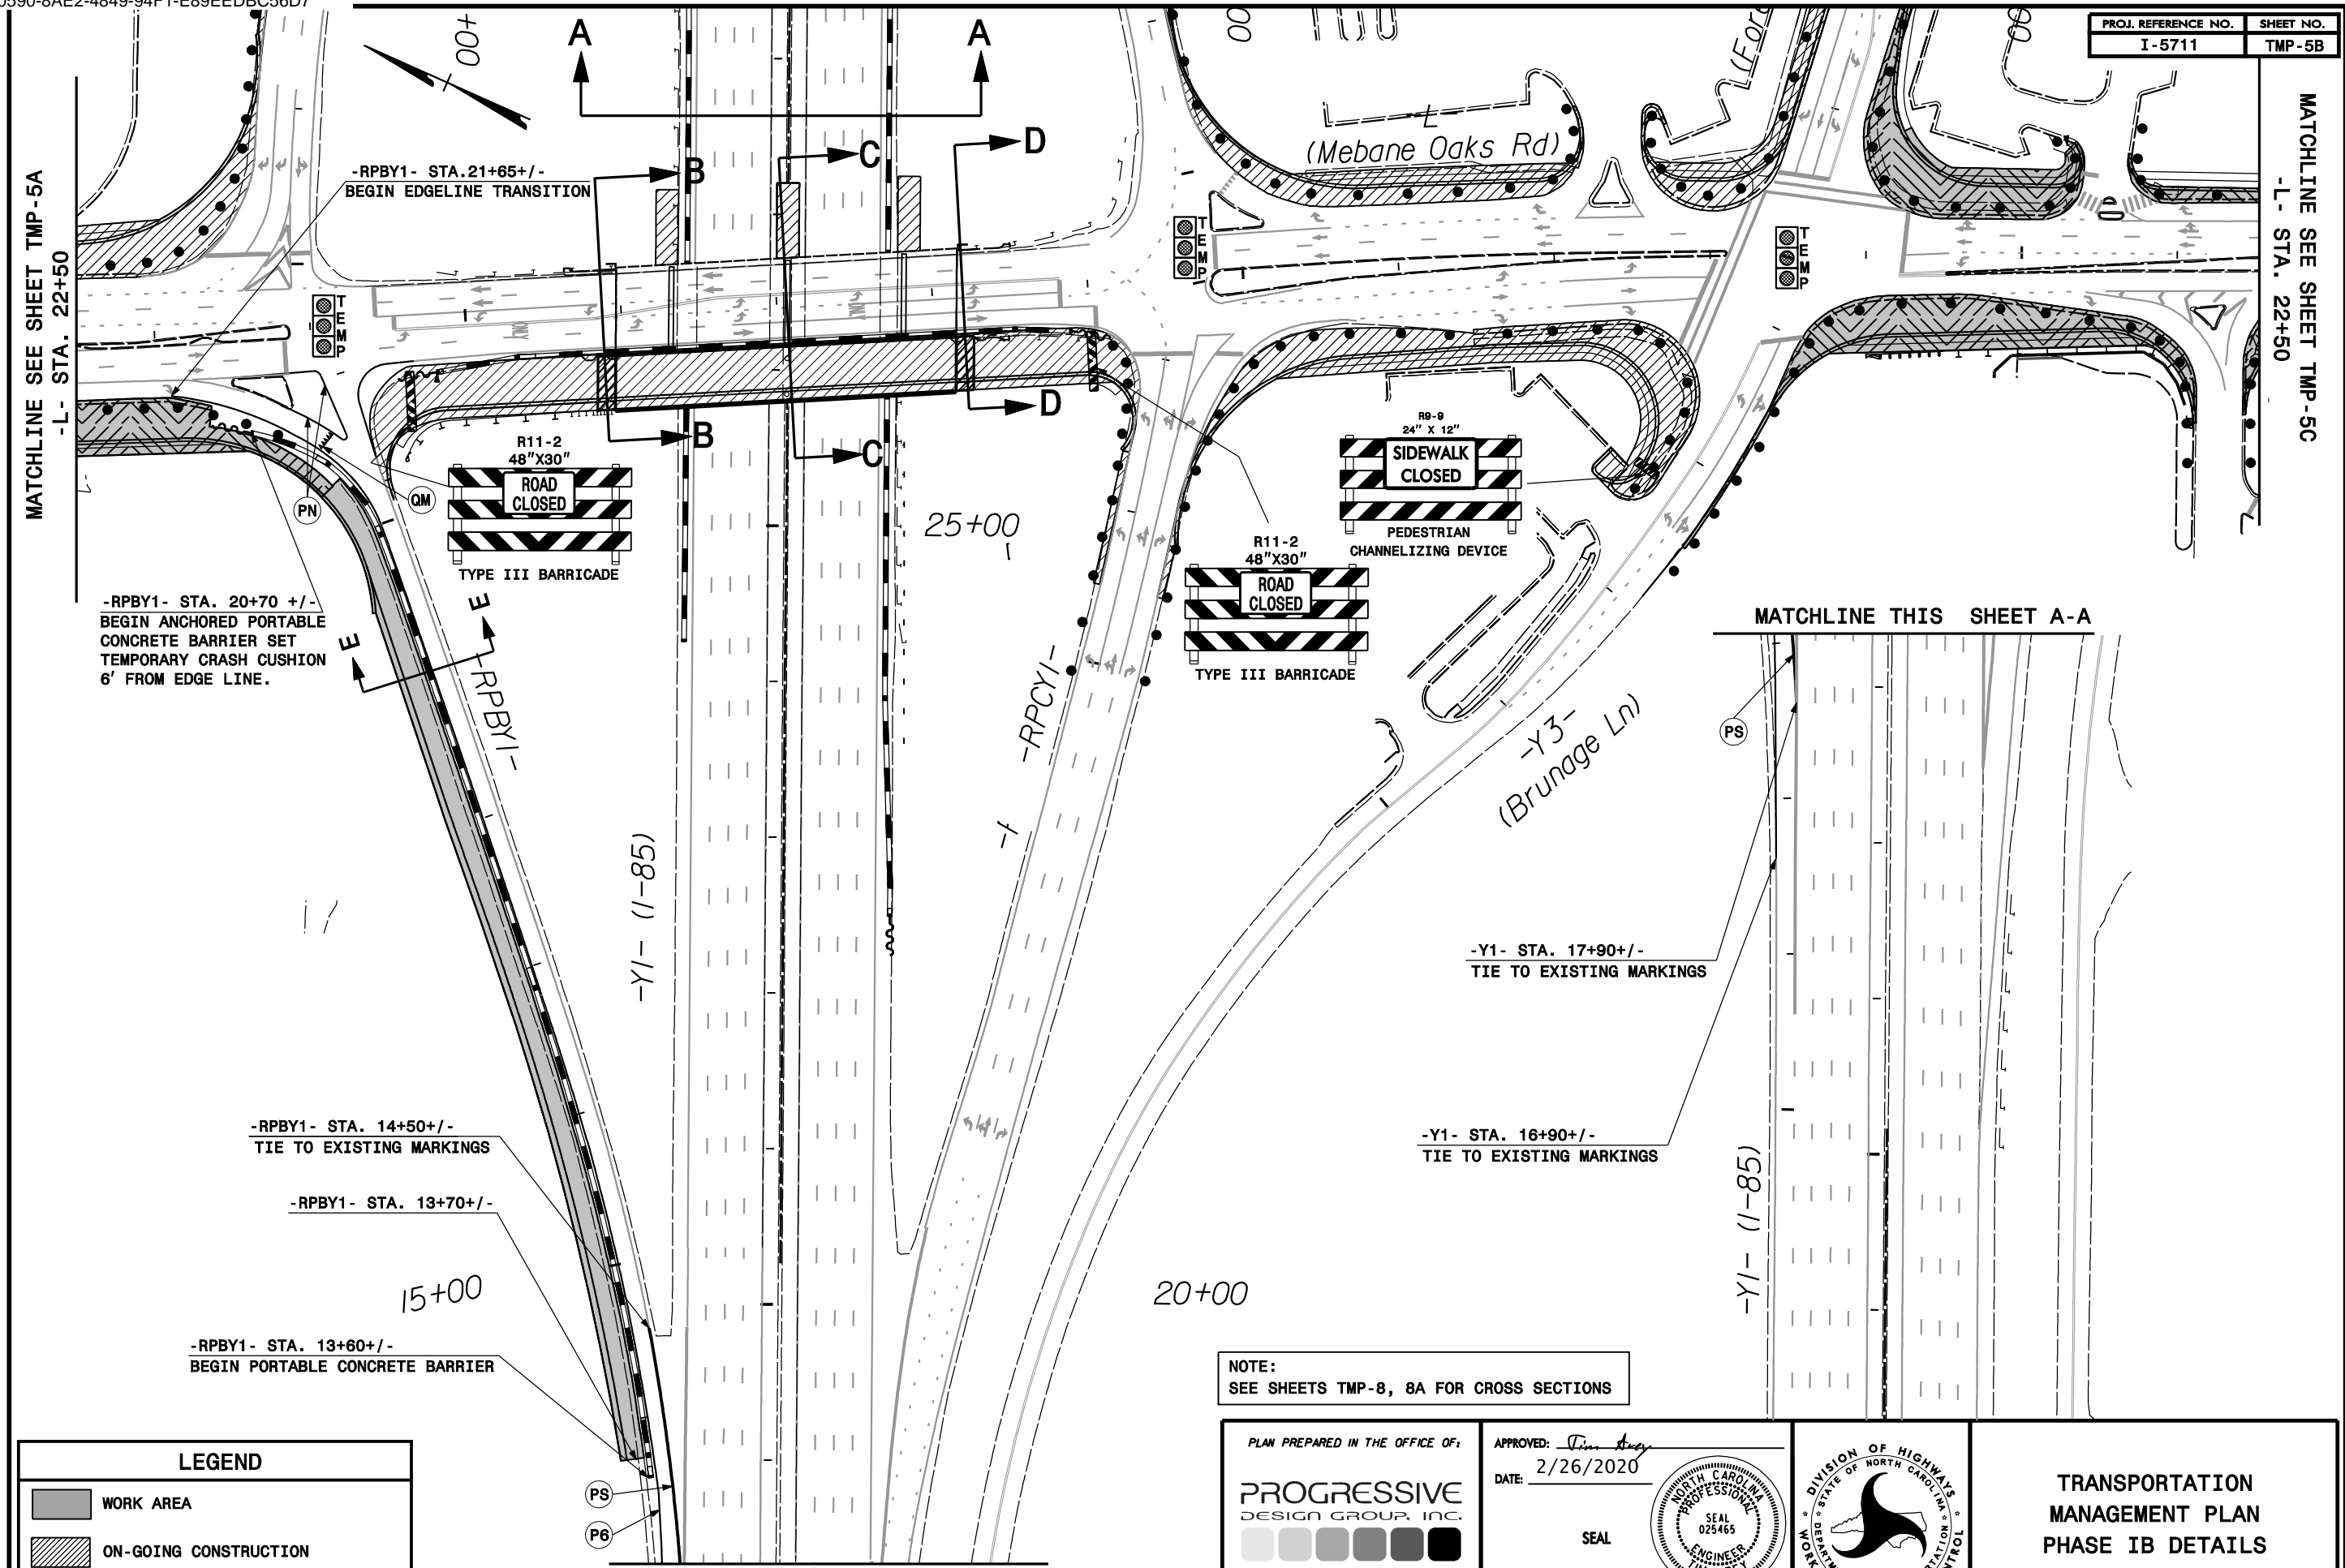 0590-8AE2-4849-94F1-E89EEDBC56D7
PROJ. REFERENCE NO.
SHEET NO.
I-5711
TMP-5B
MATCHLINE SEE SHEET TMP-5A
-L- STA. 22+50
MATCHLINE SEE SHEET TMP-5C
-L- STA. 22+50
+00
00
00
A
A
B
B
C
C
D
D
E
E
-L-
(Mebane Oaks Rd)
(Fore
-RPBY1- STA.21+65+/-
BEGIN EDGELINE TRANSITION
TEMP
TEMP
TEMP
PN
QM
R11-2
48"X30"
ROAD
CLOSED
TYPE III BARRICADE
R9-9
24" X 12"
SIDEWALK
CLOSED
PEDESTRIAN
CHANNELIZING DEVICE
R11-2
48"X30"
ROAD
CLOSED
TYPE III BARRICADE
25+00
-RPBY1- STA. 20+70 +/-
BEGIN ANCHORED PORTABLE
CONCRETE BARRIER SET
TEMPORARY CRASH CUSHION
6' FROM EDGE LINE.
-RPBY1-
-RPCY1-
-Y1- (I-85)
-Y3-
(Brunage Ln)
MATCHLINE THIS SHEET A-A
PS
-Y1- STA. 17+90+/-
TIE TO EXISTING MARKINGS
-Y1- STA. 16+90+/-
TIE TO EXISTING MARKINGS
-Y1- (I-85)
-RPBY1- STA. 14+50+/-
TIE TO EXISTING MARKINGS
-RPBY1- STA. 13+70+/-
15+00
20+00
-RPBY1- STA. 13+60+/-
BEGIN PORTABLE CONCRETE BARRIER
PS
P6
NOTE:
SEE SHEETS TMP-8, 8A FOR CROSS SECTIONS
LEGEND
WORK AREA
ON-GOING CONSTRUCTION
PLAN PREPARED IN THE OFFICE OF:
PROGRESSIVE
DESIGN GROUP, INC.
APPROVED:
DATE: 2/26/2020
SEAL
NORTH CAROLINA
PROFESSIONAL
SEAL
025465
ENGINEER
DIVISION OF HIGHWAYS
STATE OF NORTH CAROLINA
TRANSPORTATION
MANAGEMENT PLAN
PHASE IB DETAILS